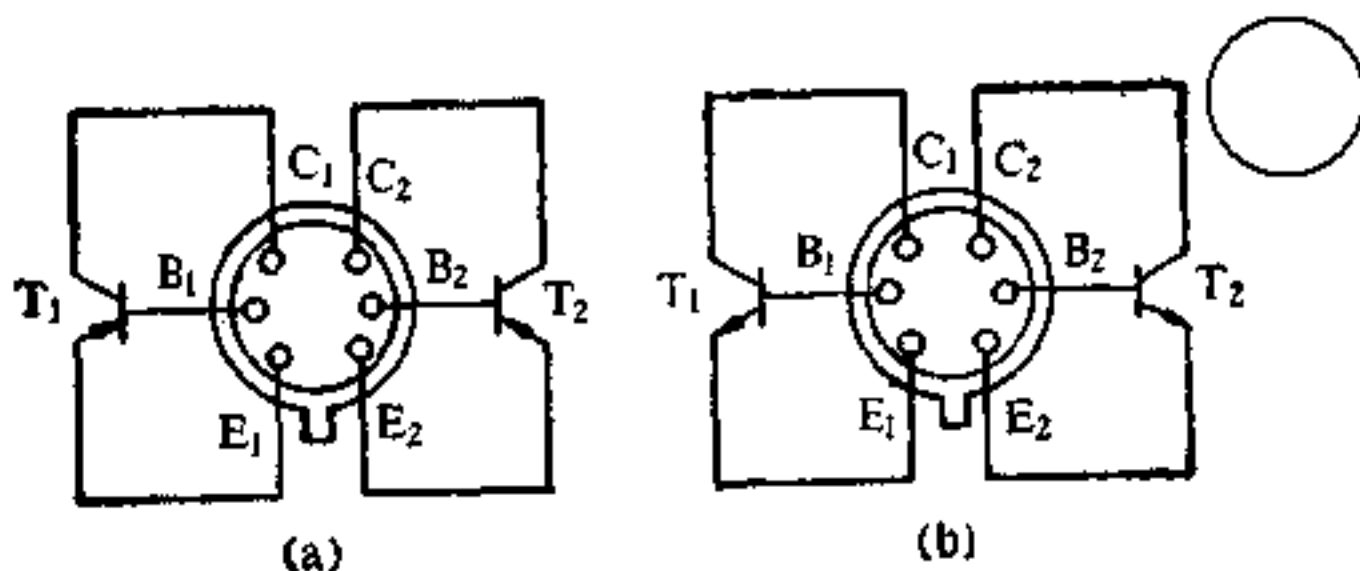 C₁ C₂
B₁ B₂
T₁ T₂
E₁ E₂
(a)
C₁ C₂
B₁ B₂
T₁ T₂
E₁ E₂
(b)